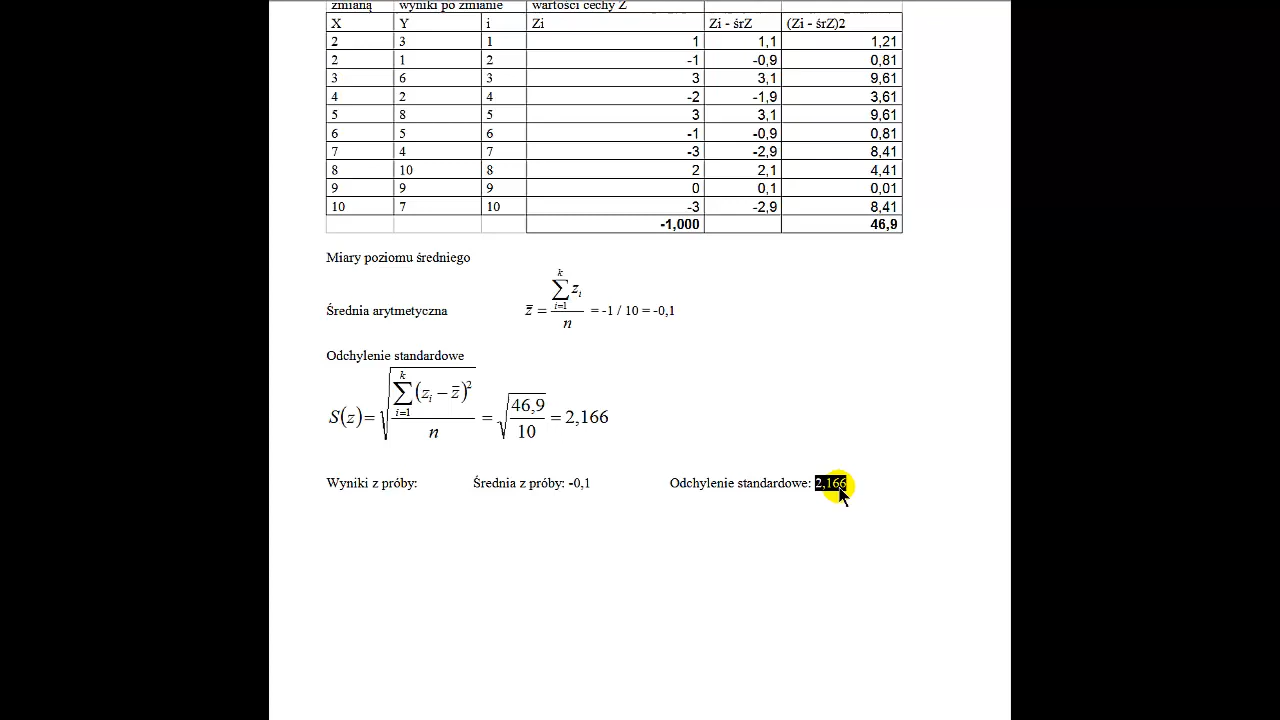 zmianą wyniki po zmianie wartości cechy Z
X Y i Zi Zi - śrZ (Zi - śrZ)2
2 3 1 1 1,1 1,21
2 1 2 -1 -0,9 0,81
3 6 3 3 3,1 9,61
4 2 4 -2 -1,9 3,61
5 8 5 3 3,1 9,61
6 5 6 -1 -0,9 0,81
7 4 7 -3 -2,9 8,41
8 10 8 2 2,1 4,41
9 9 9 0 0,1 0,01
10 7 10 -3 -2,9 8,41
-1,000 46,9
Miary poziomu średniego
Średnia arytmetyczna z̄ = ∑_{i=1}^{k} z_i / n = -1 / 10 = -0,1
Odchylenie standardowe
S(z) = √(∑_{i=1}^{k} (z_i − z̄)² / n) = √(46,9 / 10) = 2,166
Wyniki z próby: Średnia z próby: -0,1 Odchylenie standardowe: 2,166